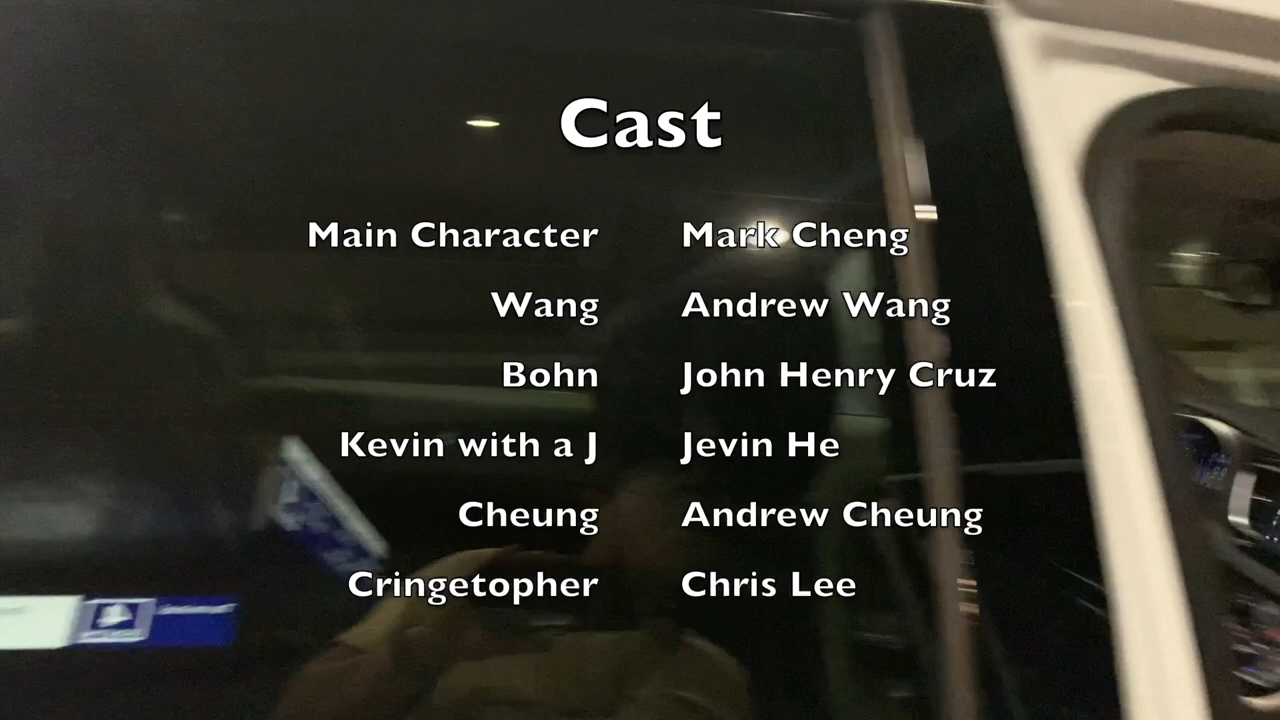 Cast
Main Character Mark Cheng
Wang Andrew Wang
Bohn John Henry Cruz
Kevin with a J Jevin He
Cheung Andrew Cheung
Cringetopher Chris Lee